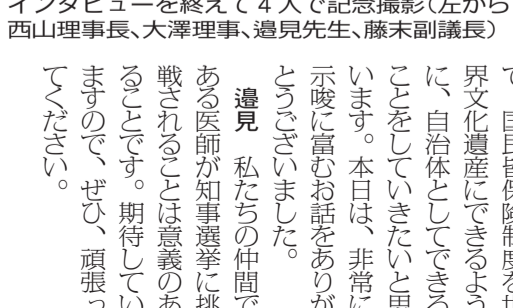 インタビューを終えて4人で記念撮影(左から
西山理事長、大澤理事、邉見先生、藤末副議長)
で、国民皆保険制度を世
界文化遺産にできるよう
に、自治体としてできる
ことをしていきたいと思
います。本日は、非常に
示唆に富むお話をありが
とうございました。
邉見 私たちの仲間で
ある医師が知事選挙に挑
戦されることは意義のあ
ることです。期待してい
ますので、ぜひ、頑張っ
てください。